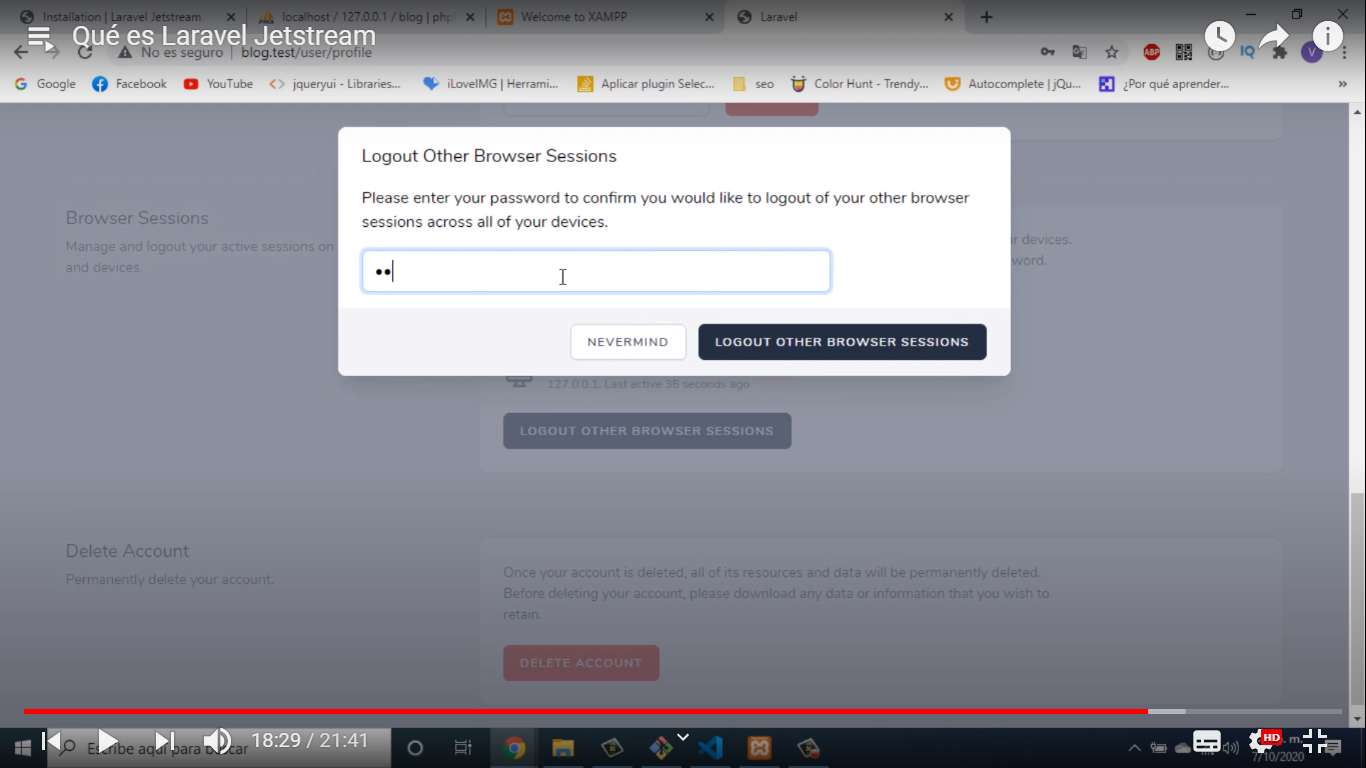 Installation | Laravel Jetstream
localhost / 127.0.0.1 / blog | php
Welcome to XAMPP
Laravel
Qué es Laravel Jetstream
No es seguro | blog.test/user/profile
ABP
IQ
V
Google
Facebook
YouTube
jqueryui - Libraries...
iLoveIMG | Herrami...
Aplicar plugin Selec...
seo
Color Hunt - Trendy...
Autocomplete | jQu...
¿Por qué aprender...
»
Logout Other Browser Sessions
Please enter your password to confirm you would like to logout of your other browser
sessions across all of your devices.
NEVERMIND
LOGOUT OTHER BROWSER SESSIONS
Browser Sessions
Manage and logout your active sessions on
and devices.
devices.
word.
127.0.0.1, Last active 35 seconds ago
LOGOUT OTHER BROWSER SESSIONS
Delete Account
Permanently delete your account.
Once your account is deleted, all of its resources and data will be permanently deleted.
Before deleting your account, please download any data or information that you wish to
retain.
DELETE ACCOUNT
Escribe aquí para buscar
18:29 / 21:41
HD
7/10/2020